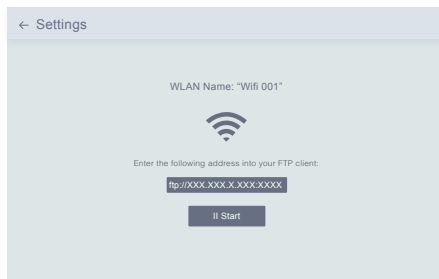 ← Settings
WLAN Name: “Wifi 001”
Enter the following address into your FTP client:
ftp://XXX.XXX.X.XXX:XXXX
II Start